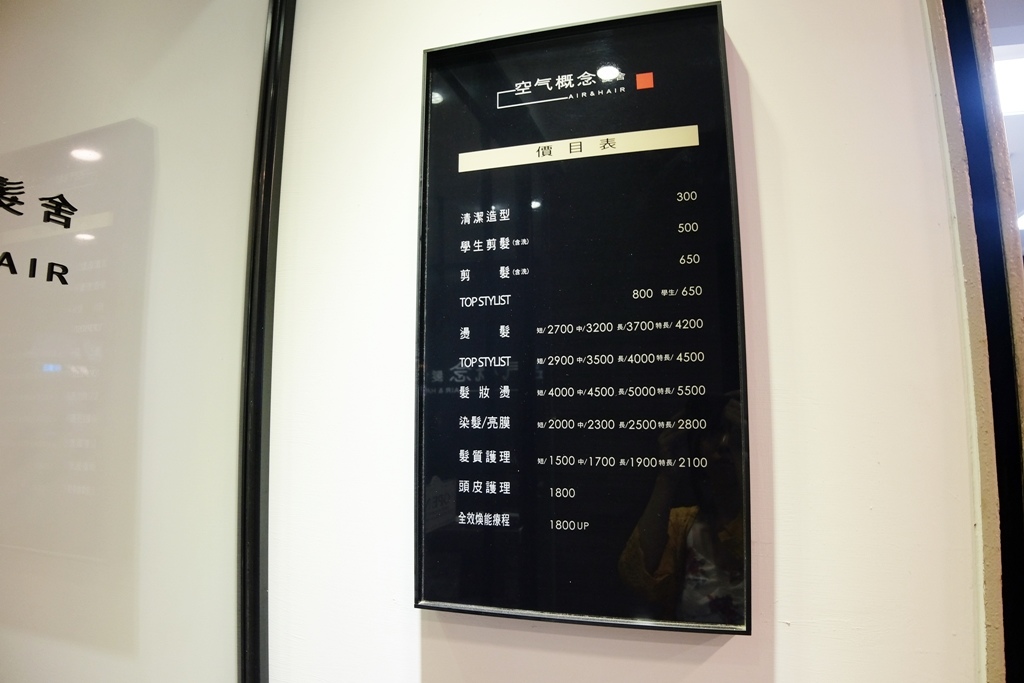 空气概念髮舍
AIR&HAIR
價目表
清潔造型 300
學生剪髮(含洗) 500
剪 髮(含洗) 650
TOP STYLIST 800 學生/650
燙 髮 短/2700 中/3200 長/3700 特長/4200
TOP STYLIST 短/2900 中/3500 長/4000 特長/4500
髮妝燙 短/4000 中/4500 長/5000 特長/5500
染髮/亮膜 短/2000 中/2300 長/2500 特長/2800
髮質護理 短/1500 中/1700 長/1900 特長/2100
頭皮護理 1800
全效煥能療程 1800UP
髮舍
AIR